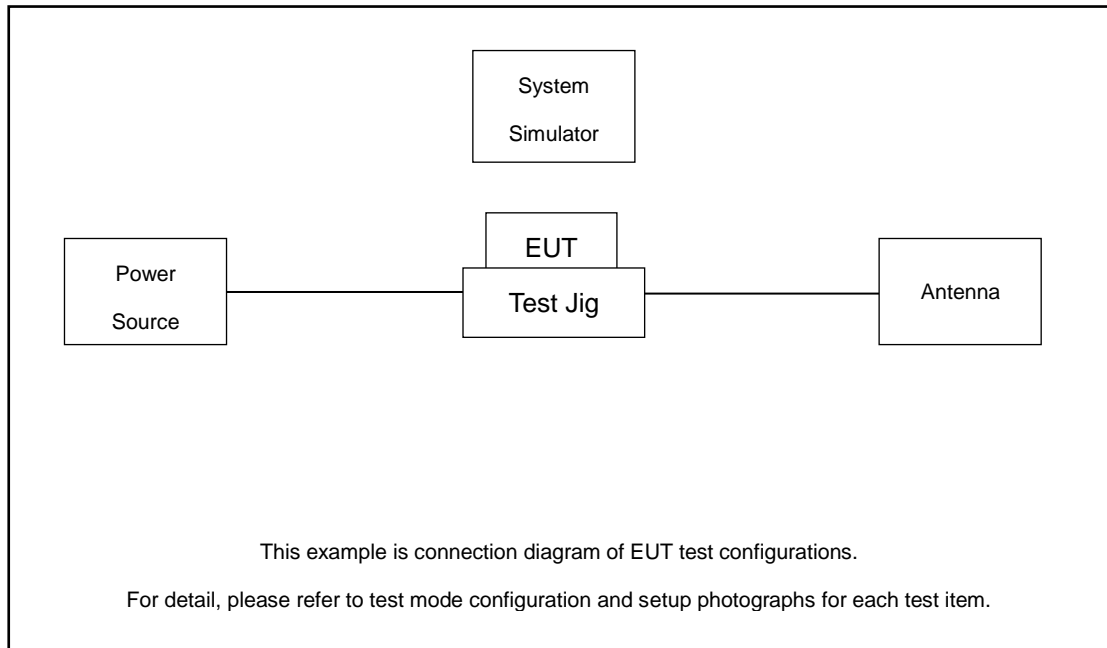 System
Simulator
EUT
Power
Source
Test Jig
Antenna
This example is connection diagram of EUT test configurations.
For detail, please refer to test mode configuration and setup photographs for each test item.